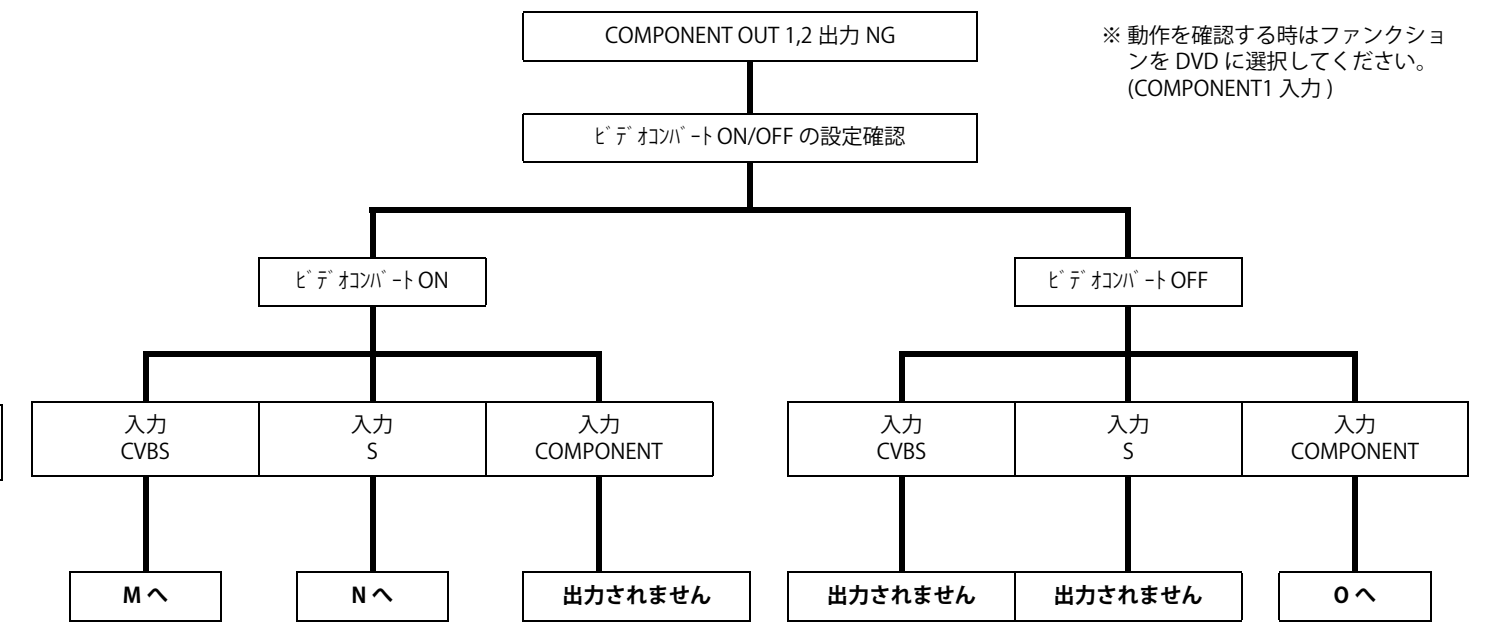 COMPONENT OUT 1,2 出力 NG
※ 動作を確認する時はファンクショ
ンを DVD に選択してください。
(COMPONENT1 入力 )
ﾋﾞﾃﾞｵｺﾝﾊﾞｰﾄ ON/OFF の設定確認
ﾋﾞﾃﾞｵｺﾝﾊﾞｰﾄ ON
ﾋﾞﾃﾞｵｺﾝﾊﾞｰﾄ OFF
入力
CVBS
入力
S
入力
COMPONENT
入力
CVBS
入力
S
入力
COMPONENT
M へ
N へ
出力されません
出力されません
出力されません
O へ